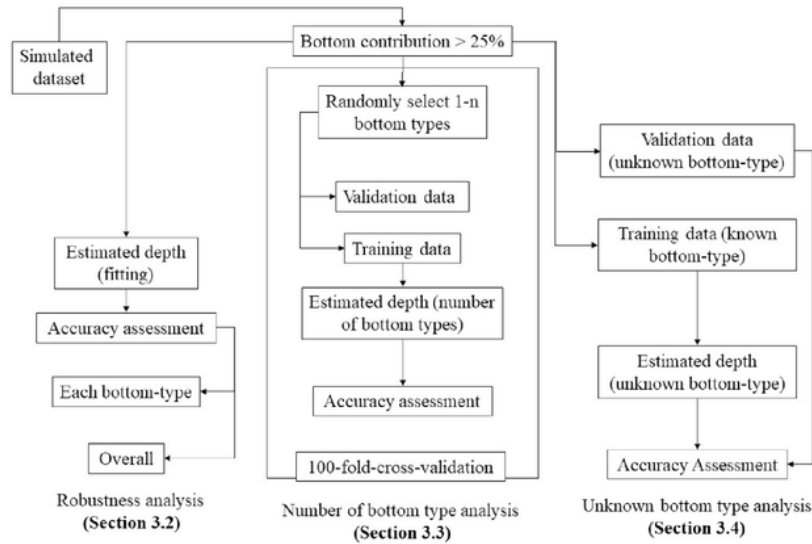 Simulated
dataset
Bottom contribution > 25%
Randomly select 1-n
bottom types
Validation data
Training data
Estimated depth (number
of bottom types)
Accuracy assessment
100-fold-cross-validation
Estimated depth
(fitting)
Accuracy assessment
Each bottom-type
Overall
Validation data
(unknown bottom-type)
Training data (known
bottom-type)
Estimated depth
(unknown bottom-type)
Accuracy Assessment
Robustness analysis
(Section 3.2)
Number of bottom type analysis
(Section 3.3)
Unknown bottom type analysis
(Section 3.4)